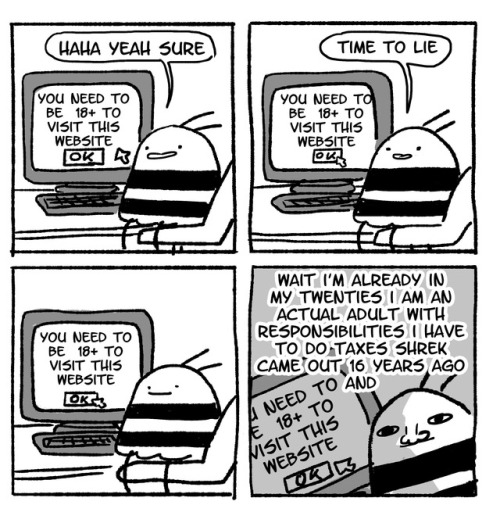 HAHA YEAH SURE
YOU NEED TO
BE 18+ TO
VISIT THIS
WEBSITE
OK
TIME TO LIE
YOU NEED TO
BE 18+ TO
VISIT THIS
WEBSITE
OK
YOU NEED TO
BE 18+ TO
VISIT THIS
WEBSITE
OK
WAIT I'M ALREADY IN
MY TWENTIES I AM AN
ACTUAL ADULT WITH
RESPONSIBILITIES I HAVE
TO DO TAXES SHREK
CAME OUT 16 YEARS AGO
AND
U NEED TO
E 18+ TO
VISIT THIS
WEBSITE
OK